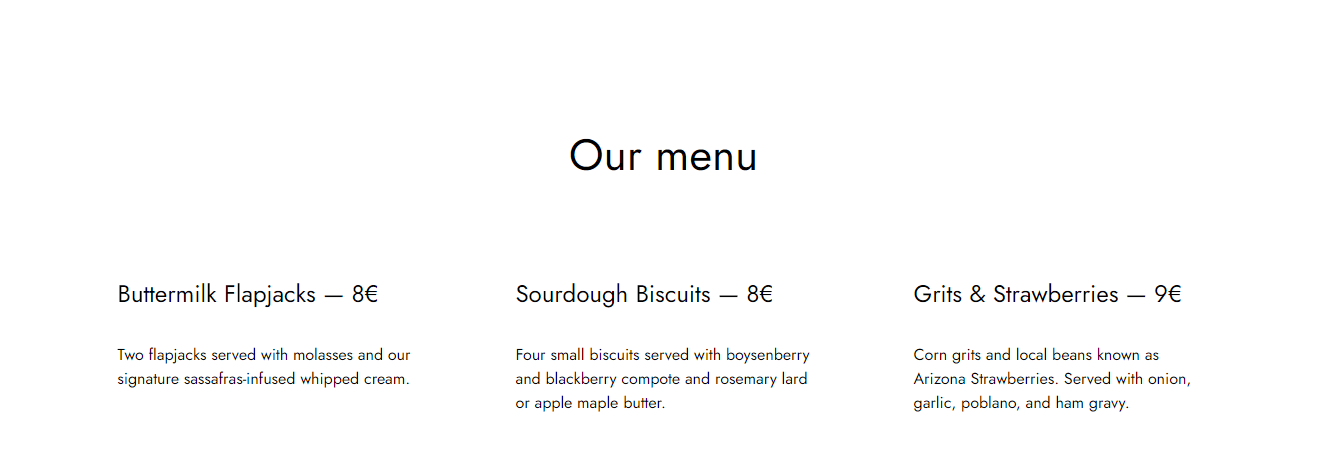 Our menu
Buttermilk Flapjacks — 8€
Two flapjacks served with molasses and our
signature sassafras-infused whipped cream.
Sourdough Biscuits — 8€
Four small biscuits served with boysenberry
and blackberry compote and rosemary lard
or apple maple butter.
Grits & Strawberries — 9€
Corn grits and local beans known as
Arizona Strawberries. Served with onion,
garlic, poblano, and ham gravy.